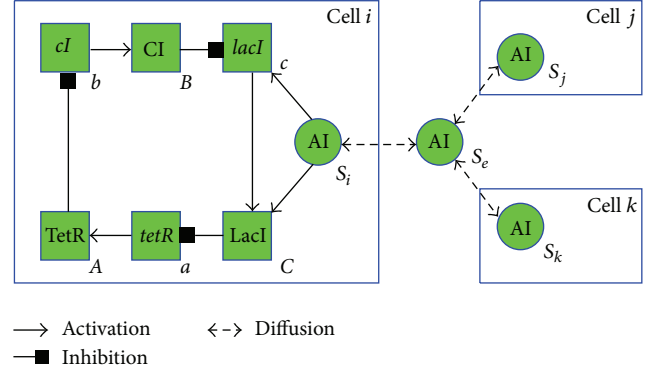 Cell i
Cell j
cI
CI
lacI
b
B
c
AI
S_j
AI
S_i
AI
S_e
Cell k
TetR
tetR
LacI
AI
A
a
C
S_k
Activation
Diffusion
Inhibition